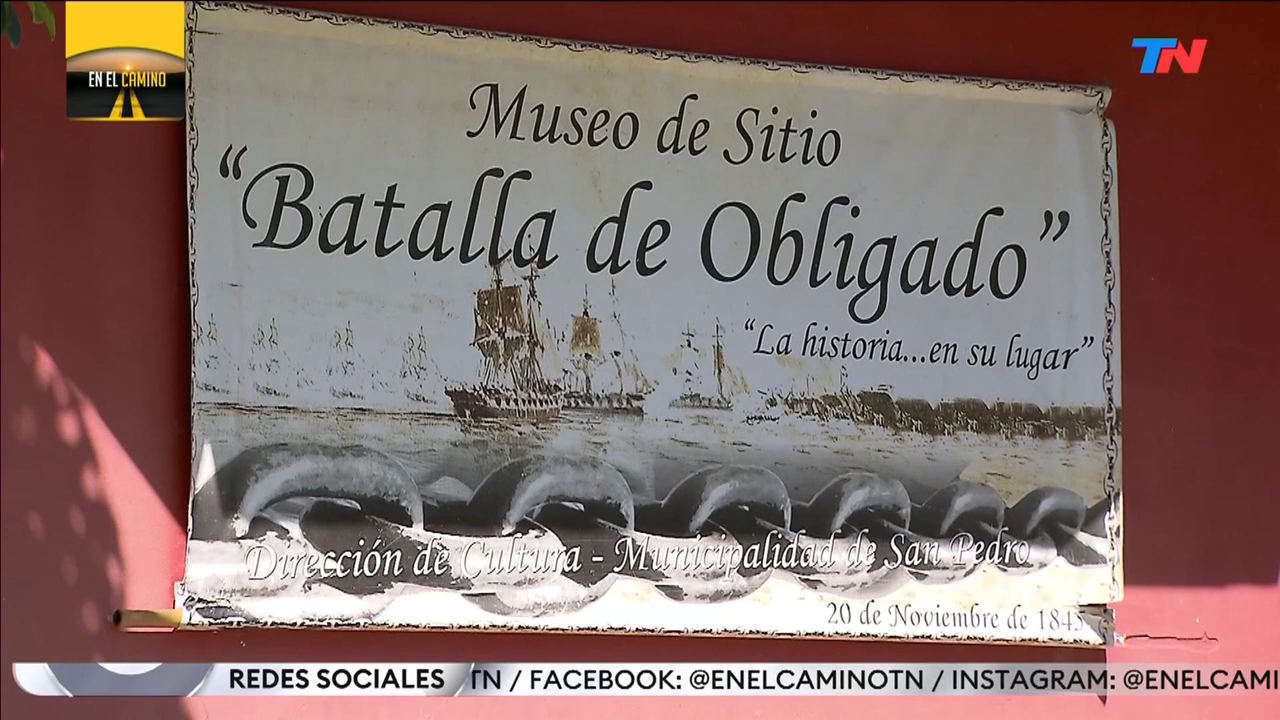 EN EL CAMINO
TN
Museo de Sitio
“Batalla de Obligado”
“La historia...en su lugar”
Dirección de Cultura - Municipalidad de San Pedro
20 de Noviembre de 1845
REDES SOCIALES
TN / FACEBOOK: @ENELCAMINOTN / INSTAGRAM: @ENELCAMI